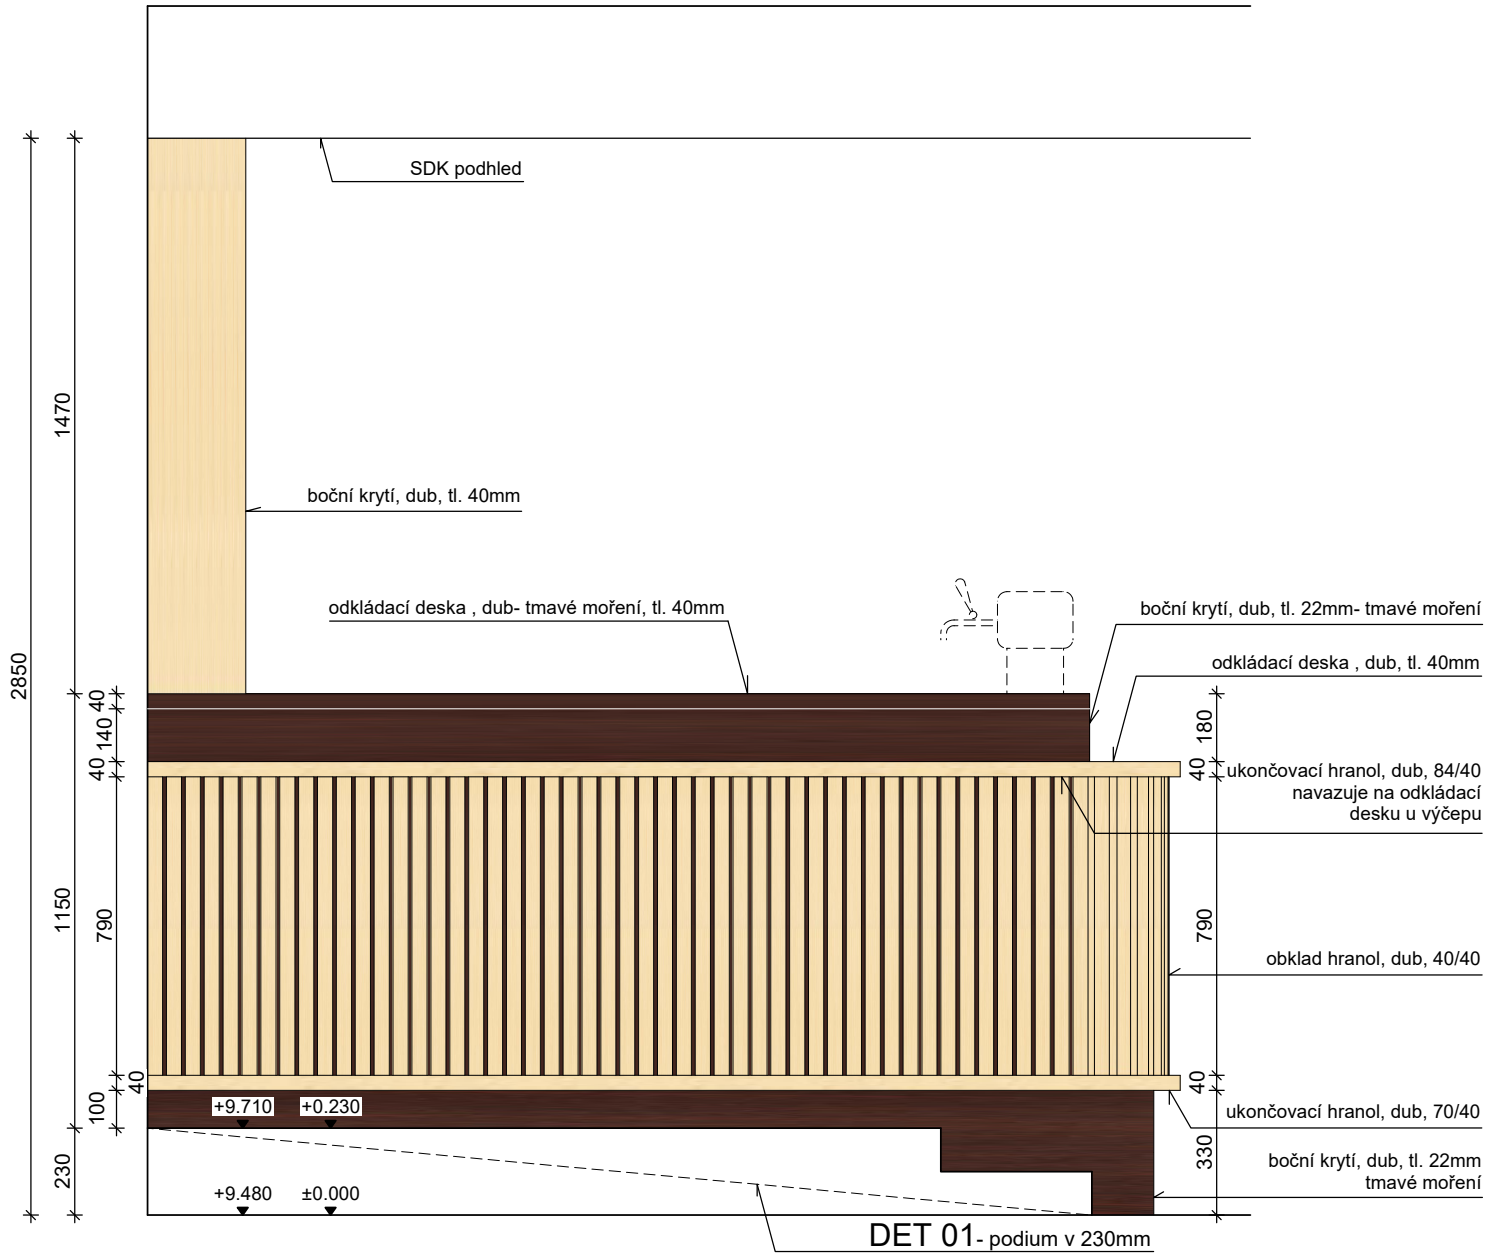 SDK podhled
boční krytí, dub, tl. 40mm
odkládací deska , dub- tmavé moření, tl. 40mm
boční krytí, dub, tl. 22mm- tmavé moření
odkládací deska , dub, tl. 40mm
ukončovací hranol, dub, 84/40
navazuje na odkládací
desku u výčepu
obklad hranol, dub, 40/40
ukončovací hranol, dub, 70/40
boční krytí, dub, tl. 22mm
tmavé moření
DET 01- podium v 230mm
+9.710
+0.230
+9.480
±0.000
2850
1470
1150
230
40
140
40
790
40
100
180
40
790
40
330